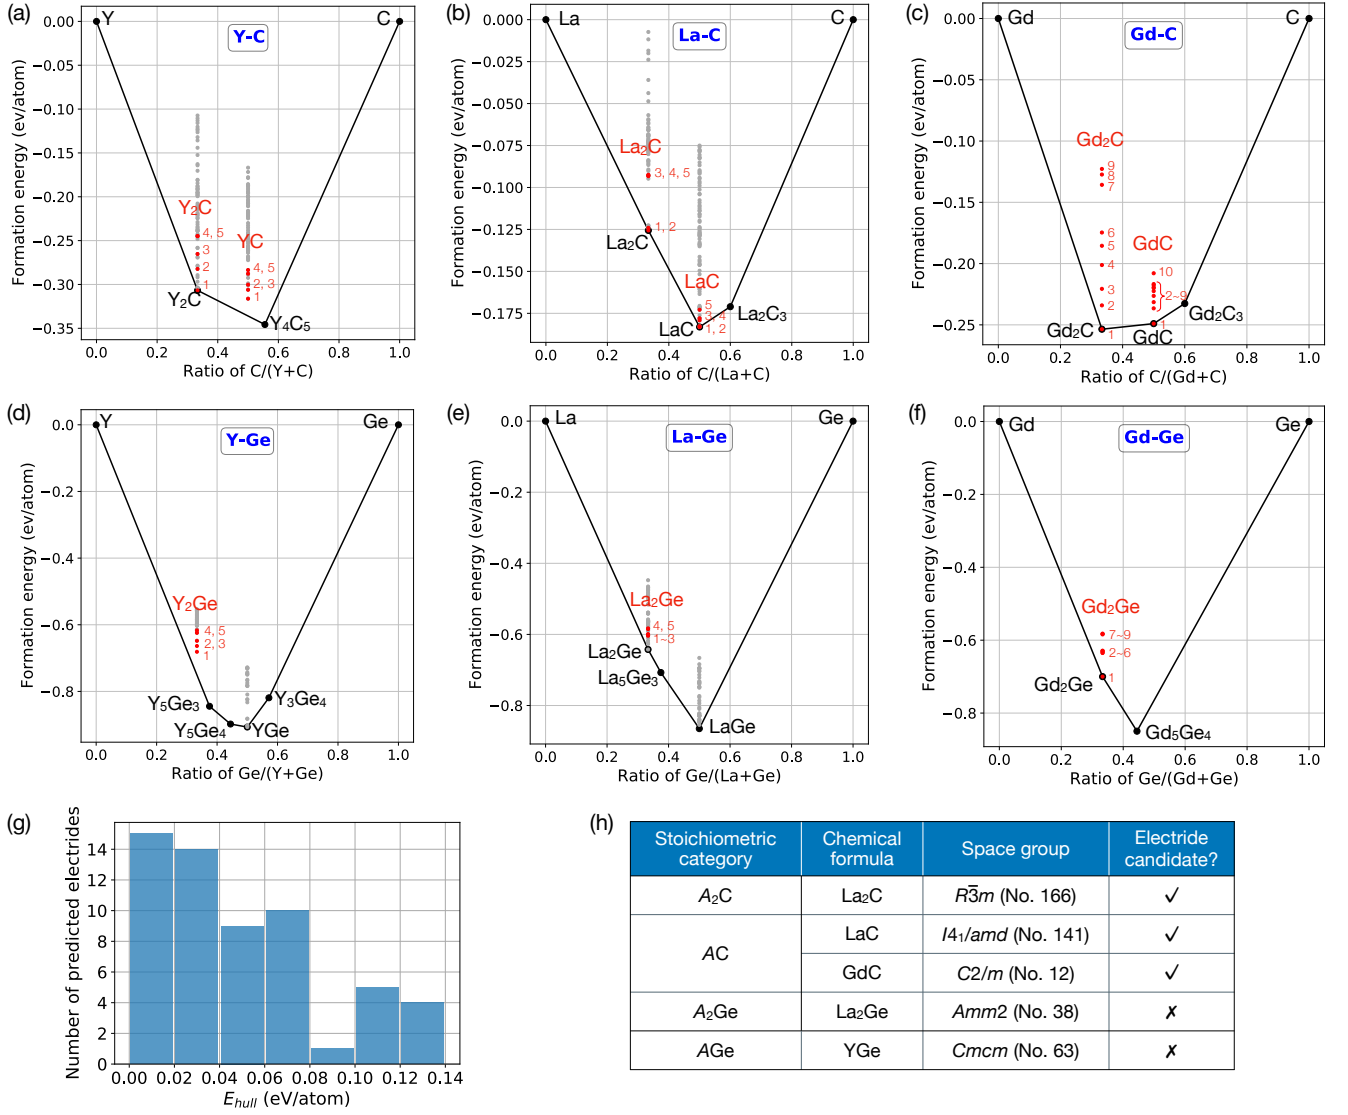 (a)
Y-C
Y
C
0.00
−0.05
−0.10
−0.15
−0.20
−0.25
−0.30
−0.35
Formation energy (ev/atom)
Y₂C
4, 5
3
2
1
YC
4, 5
2, 3
1
Y₂C
Y₄C₅
0.0 0.2 0.4 0.6 0.8 1.0
Ratio of C/(Y+C)
(b)
La-C
La
C
0.000
−0.025
−0.050
−0.075
−0.100
−0.125
−0.150
−0.175
Formation energy (ev/atom)
La₂C
3, 4, 5
1, 2
La₂C
LaC
5
3, 4
1, 2
LaC
La₂C₃
0.0 0.2 0.4 0.6 0.8 1.0
Ratio of C/(La+C)
(c)
Gd-C
Gd
C
0.00
−0.05
−0.10
−0.15
−0.20
−0.25
Formation energy (ev/atom)
Gd₂C
9
8
7
6
5
4
3
2
1
GdC
10
2~9
1
Gd₂C
GdC
Gd₂C₃
0.0 0.2 0.4 0.6 0.8 1.0
Ratio of C/(Gd+C)
(d)
Y-Ge
Y
Ge
0.0
−0.2
−0.4
−0.6
−0.8
Formation energy (ev/atom)
Y₂Ge
4, 5
2, 3
1
Y₅Ge₃
Y₅Ge₄
YGe
Y₃Ge₄
0.0 0.2 0.4 0.6 0.8 1.0
Ratio of Ge/(Y+Ge)
(e)
La-Ge
La
Ge
0.0
−0.2
−0.4
−0.6
−0.8
Formation energy (ev/atom)
La₂Ge
4, 5
1~3
La₂Ge
La₅Ge₃
LaGe
0.0 0.2 0.4 0.6 0.8 1.0
Ratio of Ge/(La+Ge)
(f)
Gd-Ge
Gd
Ge
0.0
−0.2
−0.4
−0.6
−0.8
Formation energy (ev/atom)
Gd₂Ge
7~9
2~6
1
Gd₂Ge
Gd₅Ge₄
0.0 0.2 0.4 0.6 0.8 1.0
Ratio of Ge/(Gd+Ge)
(g)
Number of predicted electrides
14
12
10
8
6
4
2
0
0.00 0.02 0.04 0.06 0.08 0.10 0.12 0.14
E_hull (eV/atom)
(h)
Stoichiometric category
Chemical formula
Space group
Electride candidate?
A₂C La₂C R3̅m (No. 166) ✓
AC LaC I4₁/amd (No. 141) ✓
GdC C2/m (No. 12) ✓
A₂Ge La₂Ge Amm2 (No. 38) ✗
AGe YGe Cmcm (No. 63) ✗